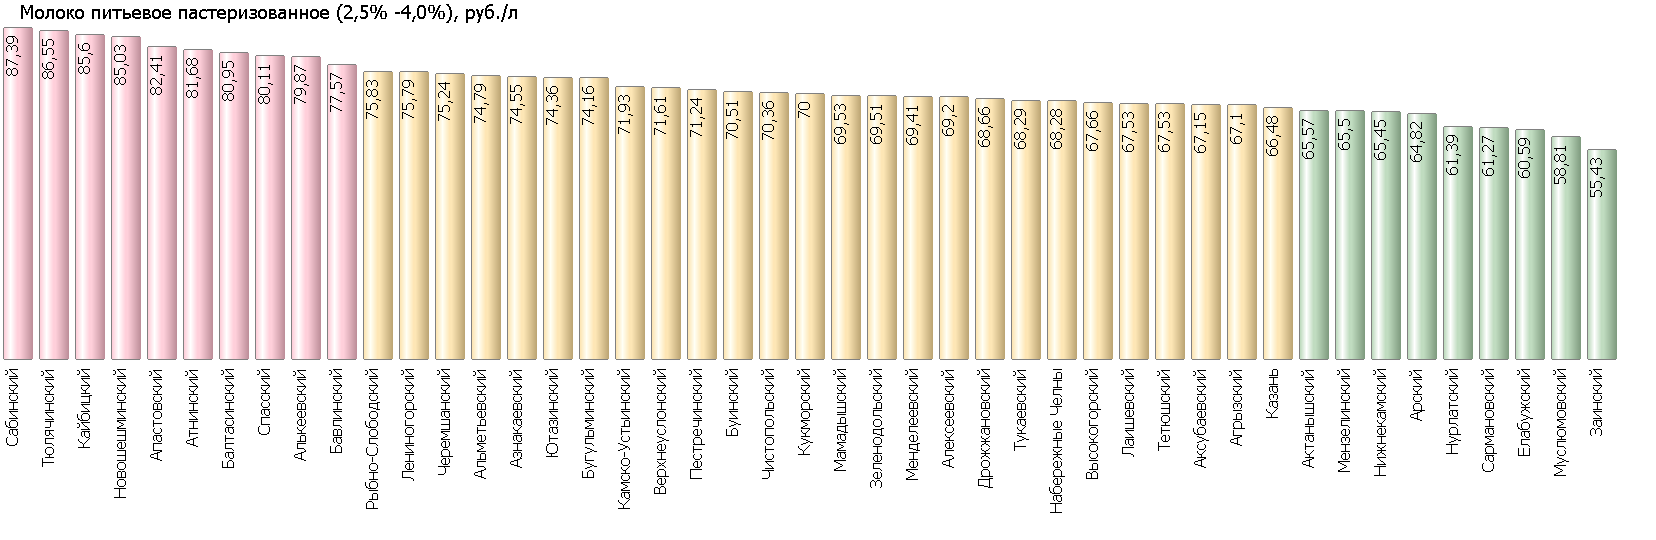 Молоко питьевое пастеризованное (2,5% -4,0%), руб./л
87,39
86,55
85,6
85,03
82,41
81,68
80,95
80,11
79,87
77,57
75,83
75,79
75,24
74,79
74,55
74,36
74,16
71,93
71,61
71,24
70,51
70,36
70
69,53
69,51
69,41
69,2
68,66
68,29
68,28
67,66
67,53
67,53
67,15
67,1
66,48
65,57
65,5
65,45
64,82
61,39
61,27
60,59
58,81
55,43
Сабинский
Тюлячинский
Кайбицкий
Новошешминский
Апастовский
Атнинский
Балтасинский
Спасский
Алькеевский
Бавлинский
Рыбно-Слободский
Лениногорский
Черемшанский
Альметьевский
Азнакаевский
Ютазинский
Бугульминский
Камско-Устьинский
Верхнеуслонский
Пестречинский
Буинский
Чистопольский
Кукморский
Мамадышский
Зеленодольский
Менделеевский
Алексеевский
Дрожжановский
Тукаевский
Набережные Челны
Высокогорский
Лаишевский
Тетюшский
Аксубаевский
Агрызский
Казань
Актанышский
Мензелинский
Нижнекамский
Арский
Нурлатский
Сармановский
Елабужский
Муслюмовский
Заинский